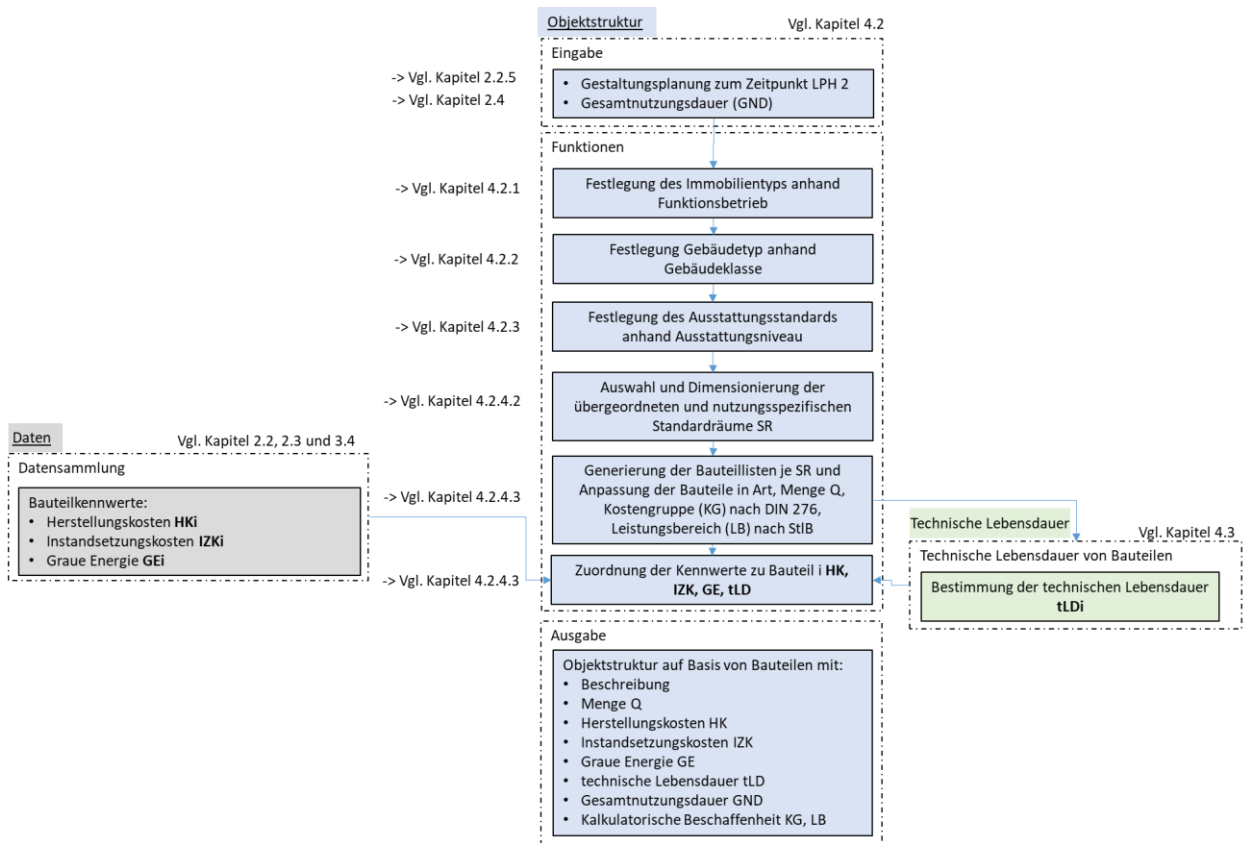 Objektstruktur
Vgl. Kapitel 4.2
Eingabe
-> Vgl. Kapitel 2.2.5
-> Vgl. Kapitel 2.4
• Gestaltungsplanung zum Zeitpunkt LPH 2
• Gesamtnutzungsdauer (GND)
Funktionen
-> Vgl. Kapitel 4.2.1
Festlegung des Immobilientyps anhand
Funktionsbetrieb
-> Vgl. Kapitel 4.2.2
Festlegung Gebäudetyp anhand
Gebäudeklasse
-> Vgl. Kapitel 4.2.3
Festlegung des Ausstattungsstandards
anhand Ausstattungsniveau
-> Vgl. Kapitel 4.2.4.2
Auswahl und Dimensionierung der
übergeordneten und nutzungsspezifischen
Standardräume SR
Daten
Vgl. Kapitel 2.2, 2.3 und 3.4
Datensammlung
Bauteilkennwerte:
• Herstellungskosten HKi
• Instandsetzungskosten IZKi
• Graue Energie GEi
-> Vgl. Kapitel 4.2.4.3
Generierung der Bauteillisten je SR und
Anpassung der Bauteile in Art, Menge Q,
Kostengruppe (KG) nach DIN 276,
Leistungsbereich (LB) nach StlB
Technische Lebensdauer
Vgl. Kapitel 4.3
Technische Lebensdauer von Bauteilen
Bestimmung der technischen Lebensdauer
tLDi
-> Vgl. Kapitel 4.2.4.3
Zuordnung der Kennwerte zu Bauteil i HK,
IZK, GE, tLD
Ausgabe
Objektstruktur auf Basis von Bauteilen mit:
• Beschreibung
• Menge Q
• Herstellungskosten HK
• Instandsetzungskosten IZK
• Graue Energie GE
• technische Lebensdauer tLD
• Gesamtnutzungsdauer GND
• Kalkulatorische Beschaffenheit KG, LB